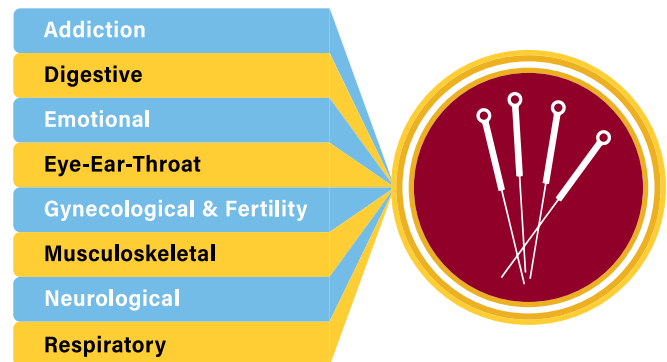 Addiction
Digestive
Emotional
Eye-Ear-Throat
Gynecological & Fertility
Musculoskeletal
Neurological
Respiratory